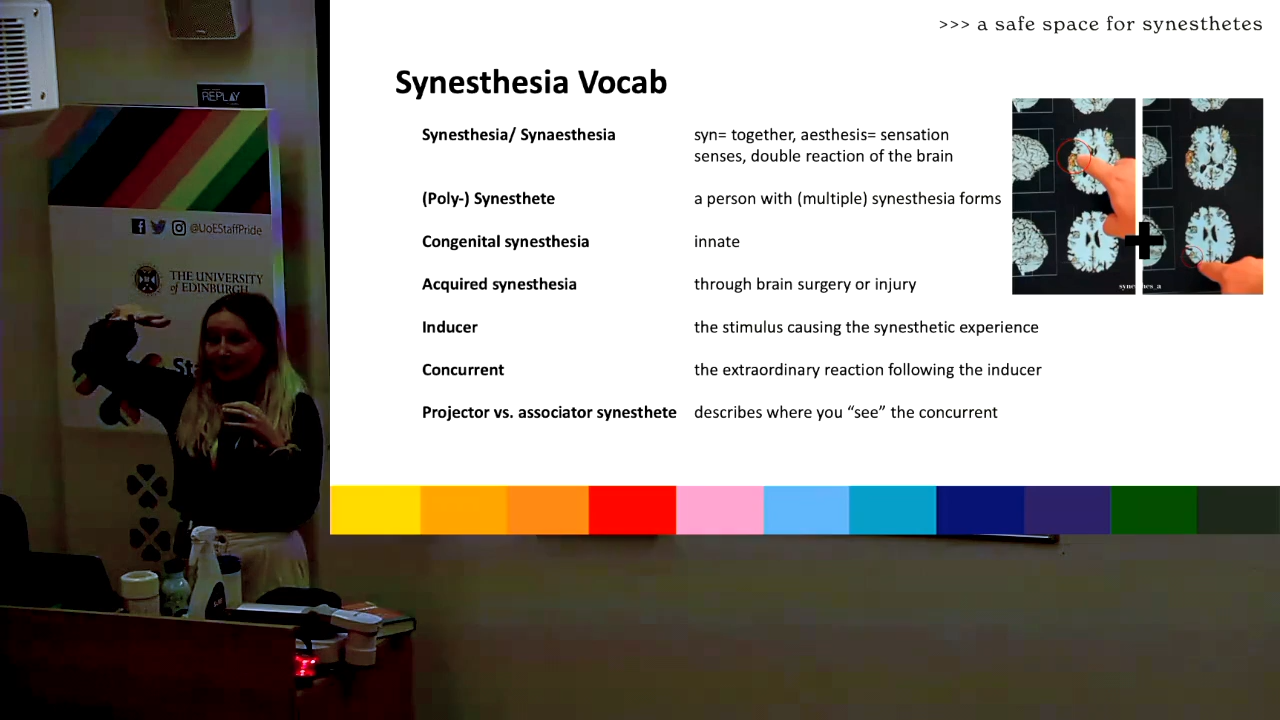 >>> a safe space for synesthetes
Synesthesia Vocab
Synesthesia/ Synaesthesia syn= together, aesthesis= sensation
senses, double reaction of the brain
(Poly-) Synesthete a person with (multiple) synesthesia forms
Congenital synesthesia innate
Acquired synesthesia through brain surgery or injury
Inducer the stimulus causing the synesthetic experience
Concurrent the extraordinary reaction following the inducer
Projector vs. associator synesthete describes where you “see” the concurrent
REPLAY
@UoEStaffPride
THE UNIVERSITY
of EDINBURGH